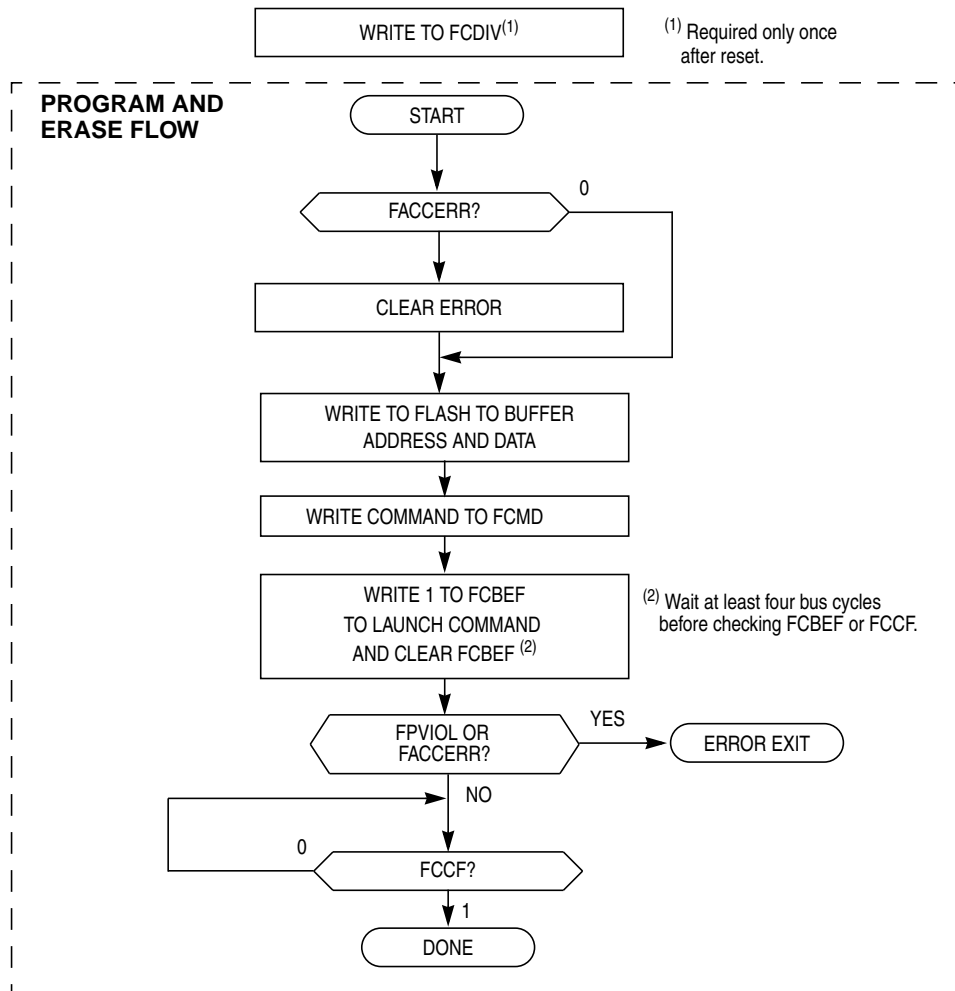 WRITE TO FCDIV(1)
(1) Required only once
after reset.
PROGRAM AND
ERASE FLOW
START
0
FACCERR?
CLEAR ERROR
WRITE TO FLASH TO BUFFER
ADDRESS AND DATA
WRITE COMMAND TO FCMD
WRITE 1 TO FCBEF
TO LAUNCH COMMAND
AND CLEAR FCBEF (2)
(2) Wait at least four bus cycles
before checking FCBEF or FCCF.
FPVIOL OR
FACCERR?
YES
ERROR EXIT
NO
0
FCCF?
1
DONE